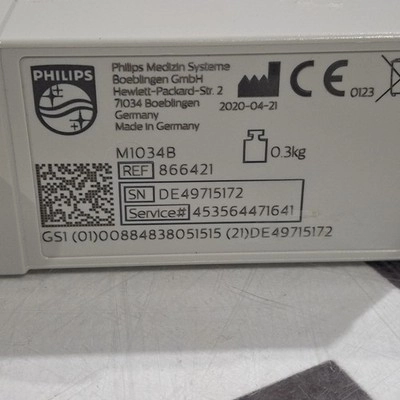 PHILIPS
Philips Medizin Systeme
Boeblingen GmbH
Hewlett-Packard-Str. 2
71034 Boeblingen
Germany
Made in Germany
2020-04-21
CE 0123
M1034B
0.3kg
REF 866421
SN DE49715172
Service# 453564471641
GS1 (01)00884838051515 (21)DE49715172